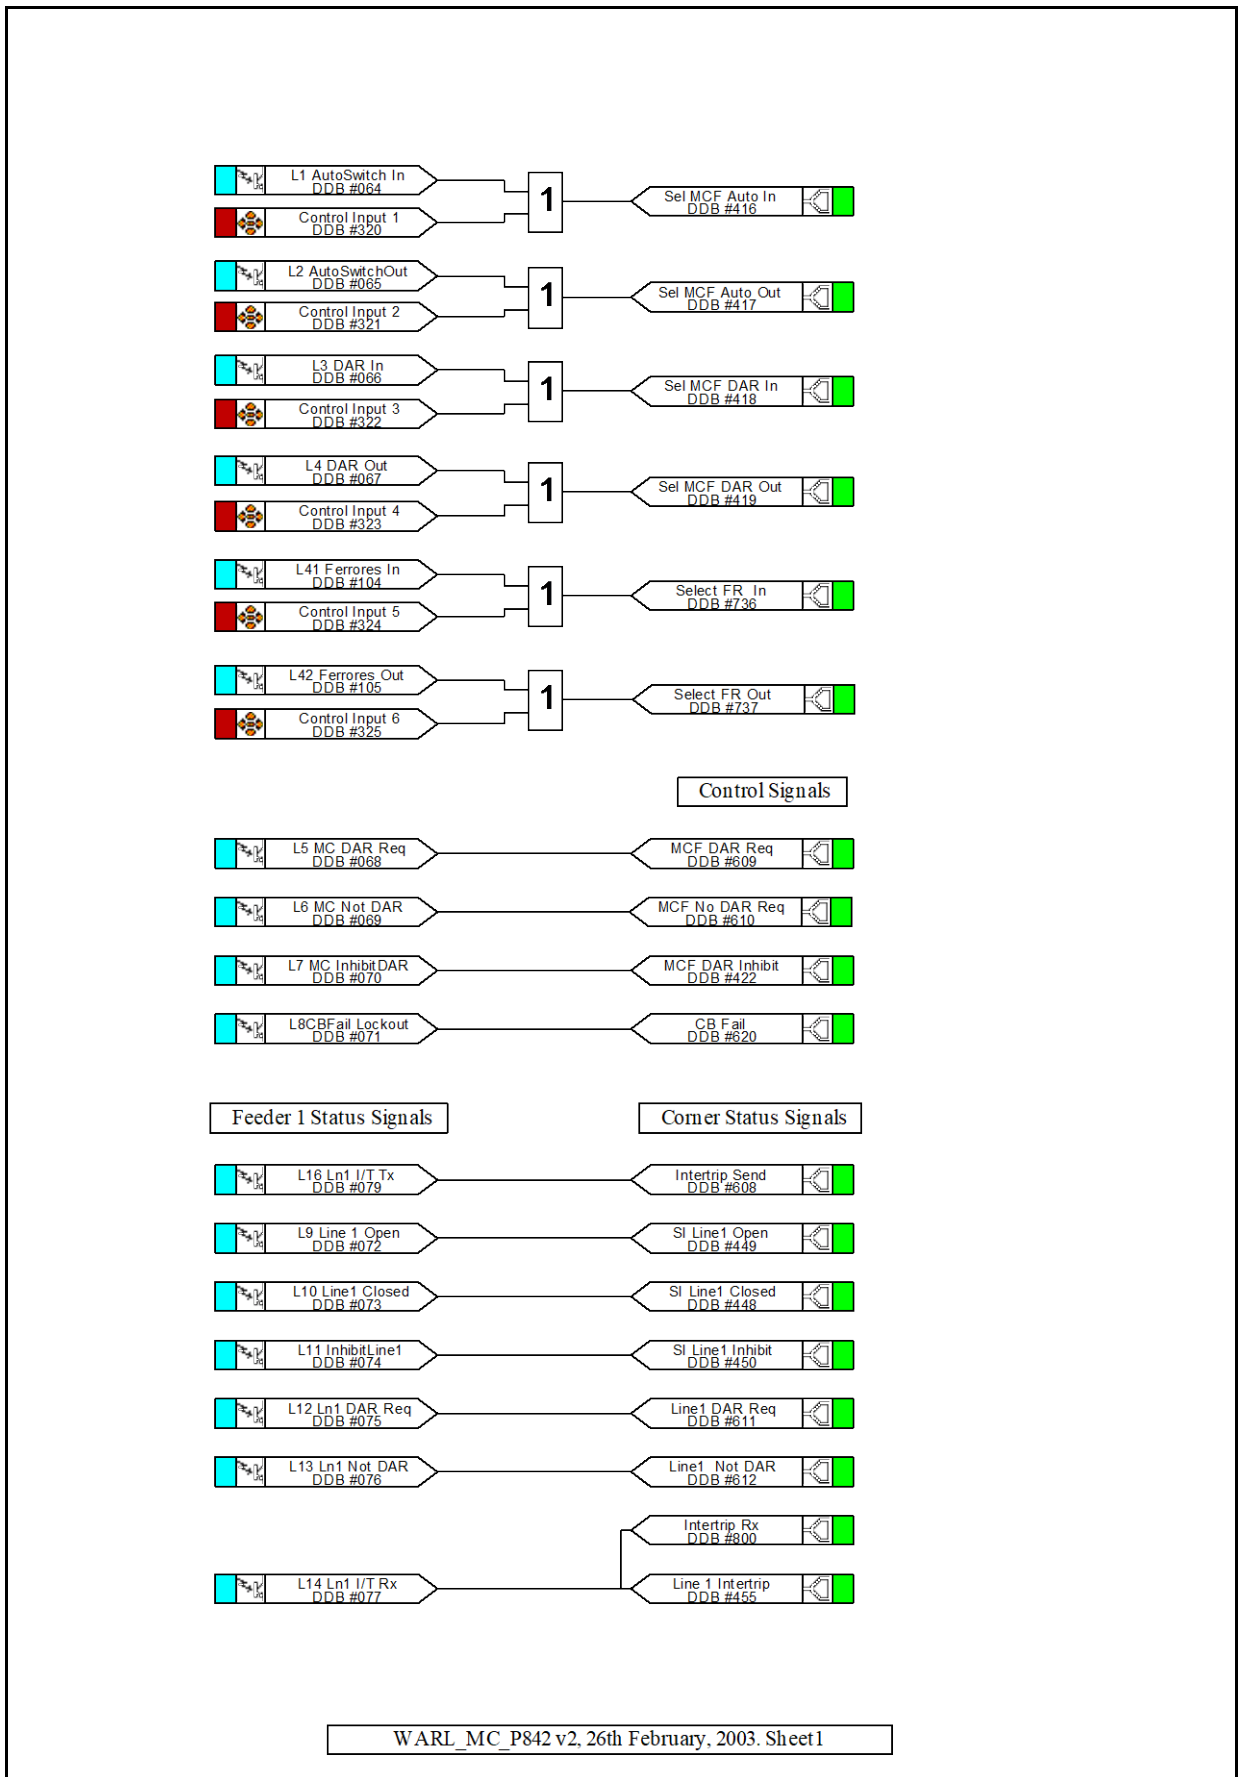 L1 AutoSwitch In
DDB #064
1
Sel MCF Auto In
DDB #416
Control Input 1
DDB #320
L2 AutoSwitchOut
DDB #065
1
Sel MCF Auto Out
DDB #417
Control Input 2
DDB #321
L3 DAR In
DDB #066
1
Sel MCF DAR In
DDB #418
Control Input 3
DDB #322
L4 DAR Out
DDB #067
1
Sel MCF DAR Out
DDB #419
Control Input 4
DDB #323
L41 Ferrores In
DDB #104
1
Select FR  In
DDB #736
Control Input 5
DDB #324
L42 Ferrores Out
DDB #105
1
Select FR Out
DDB #737
Control Input 6
DDB #325
Control Signals
L5 MC DAR Req
DDB #068
MCF DAR Req
DDB #609
L6 MC Not DAR
DDB #069
MCF No DAR Req
DDB #610
L7 MC InhibitDAR
DDB #070
MCF DAR Inhibit
DDB #422
L8CBFail Lockout
DDB #071
CB Fail
DDB #620
Feeder 1 Status Signals
Corner Status Signals
L16 Ln1 I/T Tx
DDB #079
Intertrip Send
DDB #608
L9 Line 1 Open
DDB #072
SI Line1 Open
DDB #449
L10 Line1 Closed
DDB #073
SI Line1 Closed
DDB #448
L11 InhibitLine1
DDB #074
SI Line1 Inhibit
DDB #450
L12 Ln1 DAR Req
DDB #075
Line1 DAR Req
DDB #611
L13 Ln1 Not DAR
DDB #076
Line1  Not DAR
DDB #612
Intertrip Rx
DDB #800
L14 Ln1 I/T Rx
DDB #077
Line 1 Intertrip
DDB #455
WARL_MC_P842 v2, 26th February, 2003. Sheet1